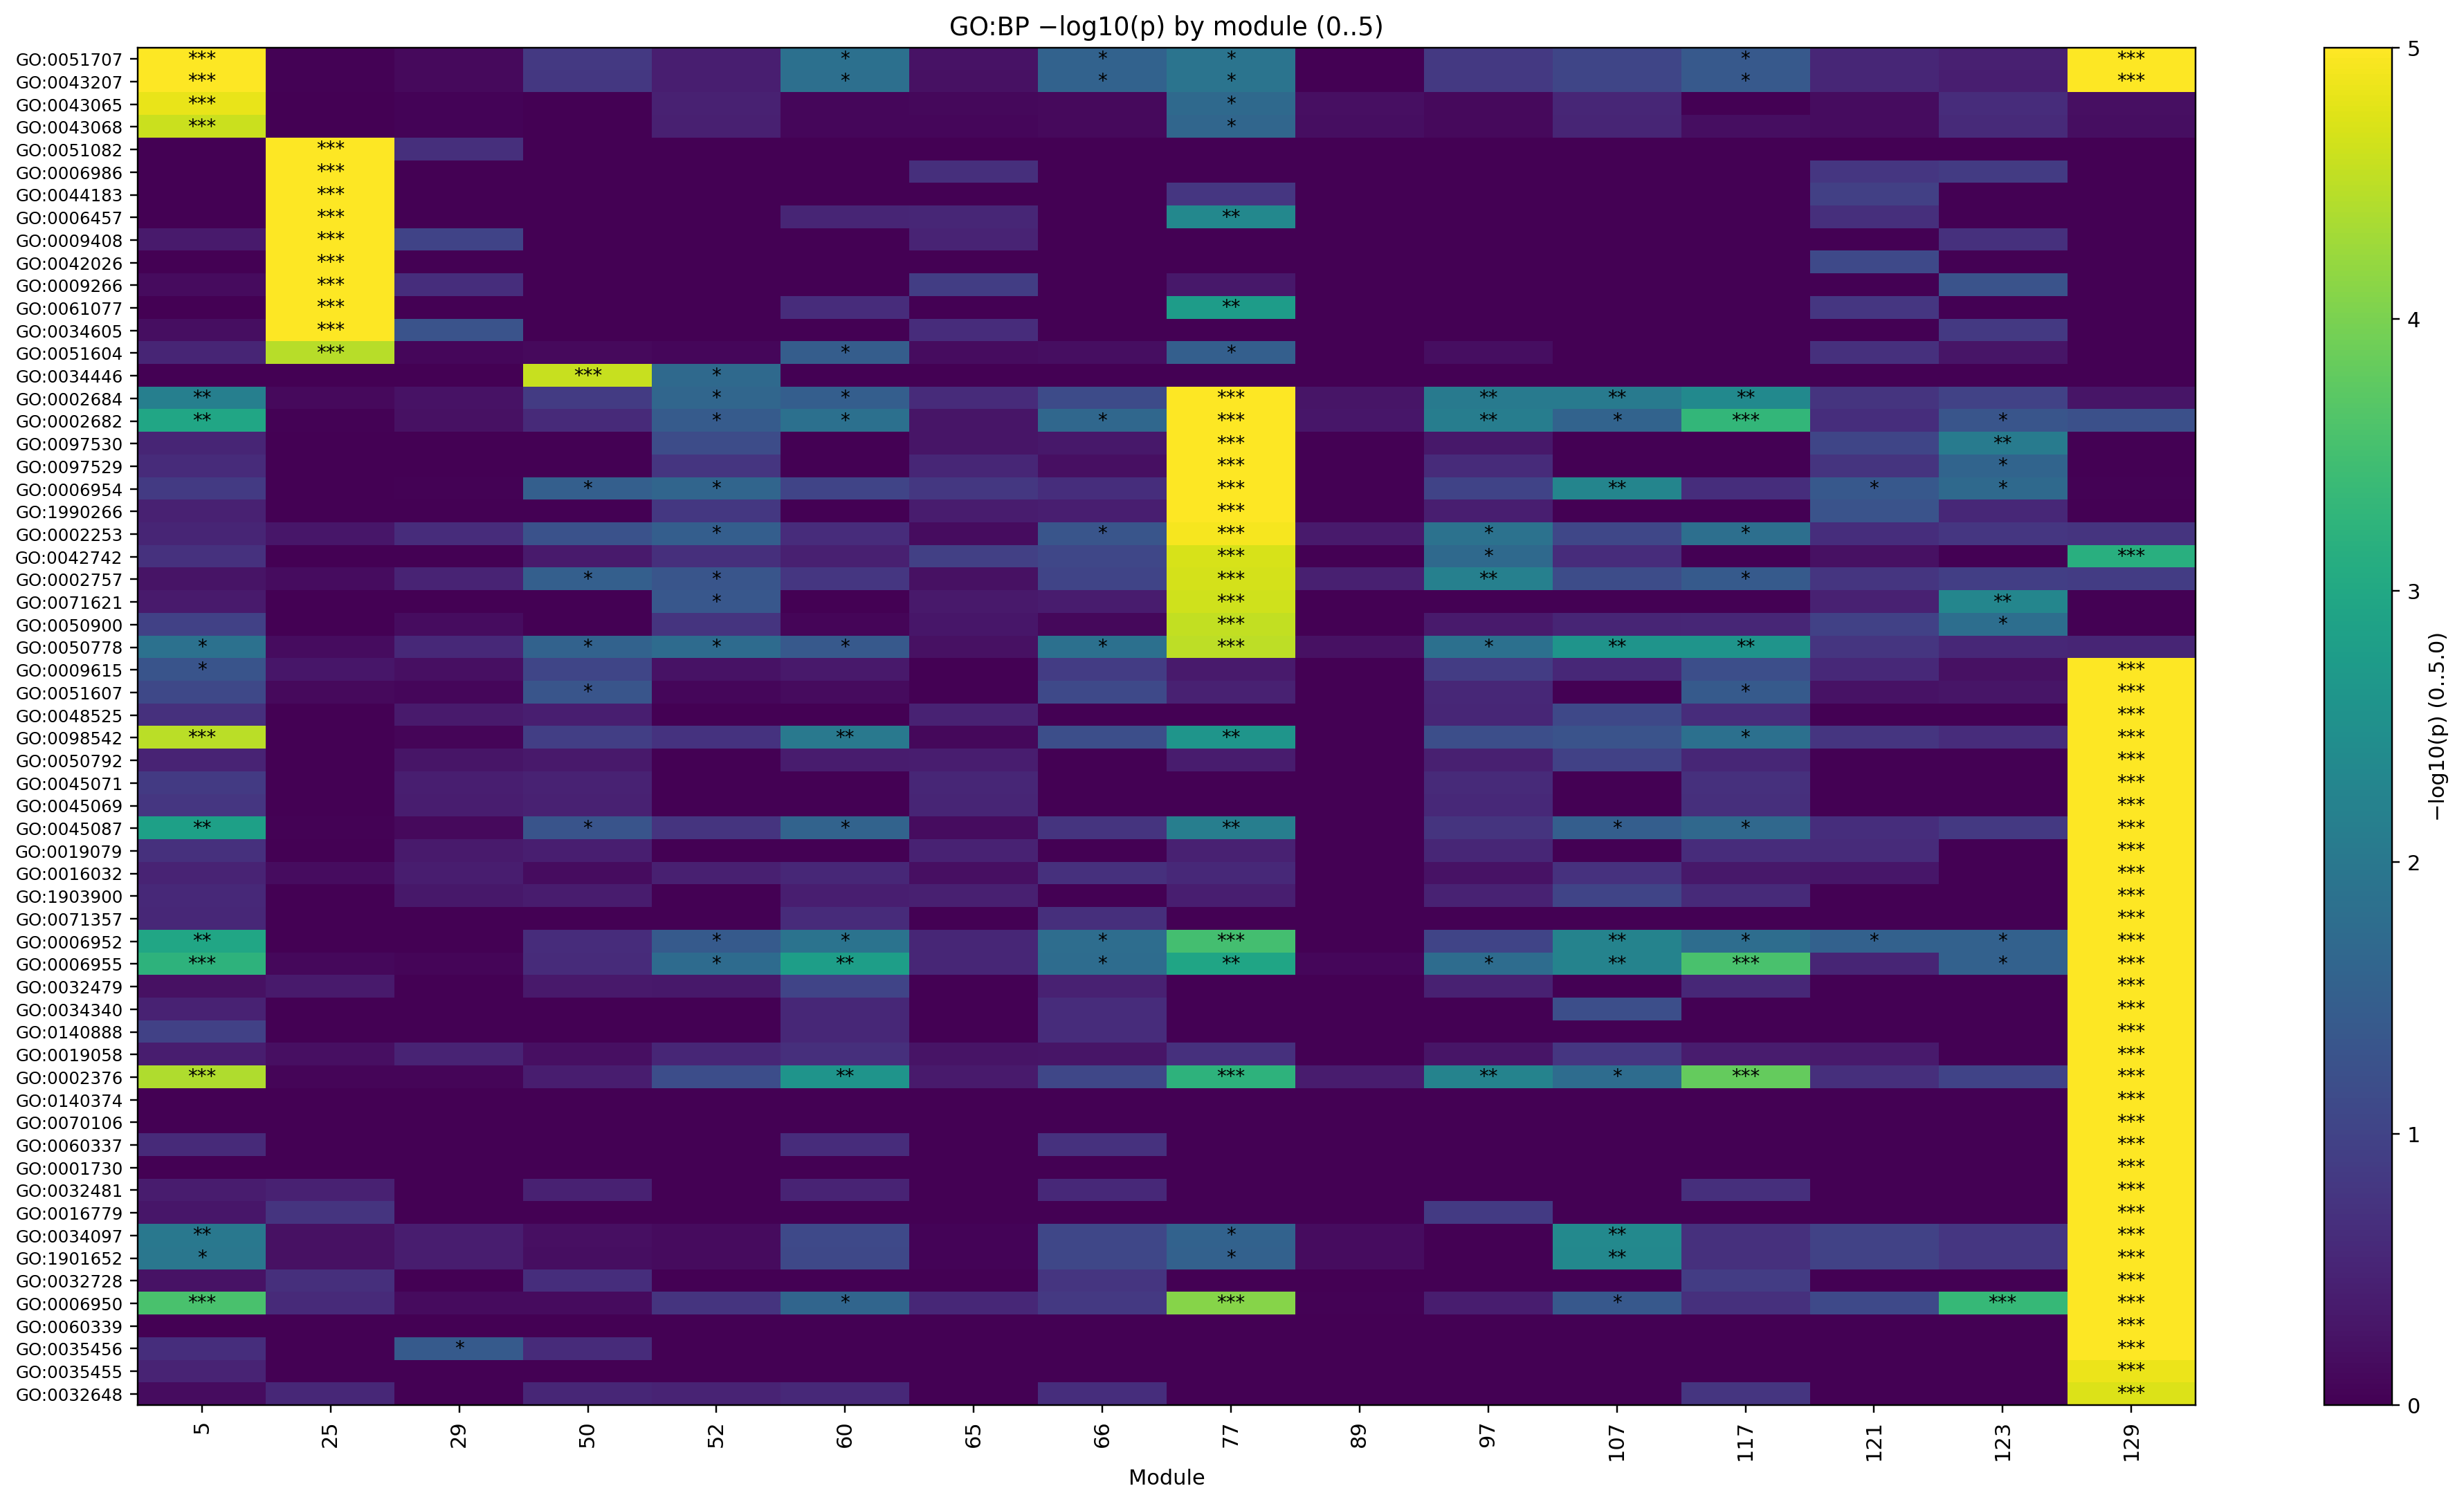 GO:BP −log10(p) by module (0..5)
GO:0051707 *** * * * * ***
GO:0043207 *** * * * * ***
GO:0043065 *** *
GO:0043068 *** *
GO:0051082 ***
GO:0006986 ***
GO:0044183 ***
GO:0006457 *** **
GO:0009408 ***
GO:0042026 ***
GO:0009266 ***
GO:0061077 *** **
GO:0034605 ***
GO:0051604 *** * *
GO:0034446 *** *
GO:0002684 ** * * *** ** ** **
GO:0002682 ** * * * *** ** * *** *
GO:0097530 *** **
GO:0097529 *** *
GO:0006954 * * *** ** * *
GO:1990266 ***
GO:0002253 * * *** * *
GO:0042742 *** * ***
GO:0002757 * * *** ** *
GO:0071621 * *** **
GO:0050900 *** *
GO:0050778 * * * * * *** * ** **
GO:0009615 * ***
GO:0051607 * * ***
GO:0048525 ***
GO:0098542 *** ** ** * ***
GO:0050792 ***
GO:0045071 ***
GO:0045069 ***
GO:0045087 ** * * ** * * ***
GO:0019079 ***
GO:0016032 ***
GO:1903900 ***
GO:0071357 ***
GO:0006952 ** * * * *** ** * * * ***
GO:0006955 *** * ** * ** * ** *** * ***
GO:0032479 ***
GO:0034340 ***
GO:0140888 ***
GO:0019058 ***
GO:0002376 *** ** *** ** * *** ***
GO:0140374 ***
GO:0070106 ***
GO:0060337 ***
GO:0001730 ***
GO:0032481 ***
GO:0016779 ***
GO:0034097 ** * ** ***
GO:1901652 * * ** ***
GO:0032728 ***
GO:0006950 *** * *** * *** ***
GO:0060339 ***
GO:0035456 * ***
GO:0035455 ***
GO:0032648 ***
5 25 29 50 52 60 65 66 77 89 97 107 117 121 123 129
Module
5
4
3
2
1
0
−log10(p) (0..5.0)